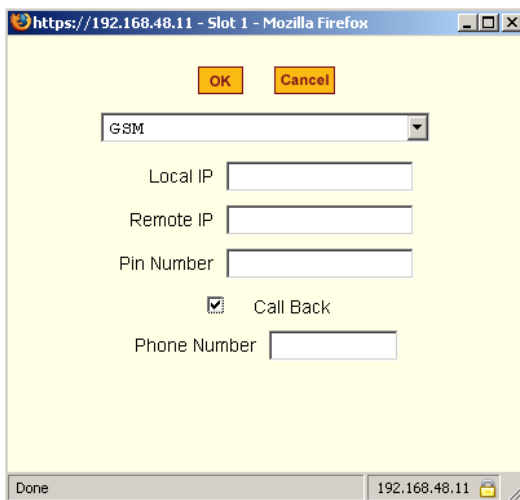 https://192.168.48.11 - Slot 1 - Mozilla Firefox
OK Cancel
GSM
Local IP
Remote IP
Pin Number
Call Back
Phone Number
Done 192.168.48.11